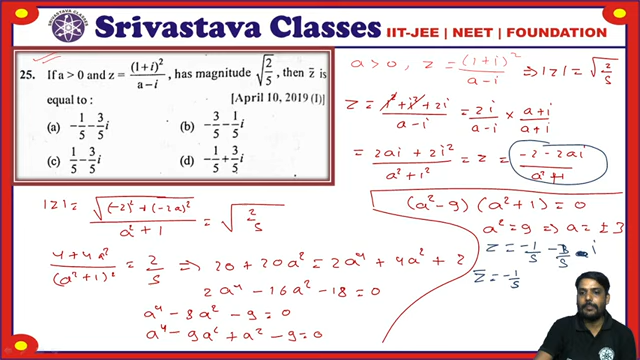 Srivastava Classes IIT-JEE | NEET | FOUNDATION
SRIVASTAVA CLASSES
25. If a > 0 and z = (1+i)²/(a−i), has magnitude √(2/5), then z̄ is
equal to : [April 10, 2019 (I)]
(a) −1/5 − 3/5 i (b) −3/5 − 1/5 i
(c) 1/5 − 3/5 i (d) −1/5 + 3/5 i
a > 0, z = (1+i)²/(a−i) ⇒ |z| = √(2/5)
z = (1² + i² + 2i)/(a−i) = 2i/(a−i) × (a+i)/(a+i)
= (2ai + 2i²)/(a² + 1²) = z = (−2 − 2ai)/(a² + 1)
|z| = √((−2)² + (−2a)²)/(a² + 1) = √(2/5)
(4 + 4a²)/(a² + 1)² = 2/5 ⇒ 20 + 20a² = 2a⁴ + 4a² + 2
2a⁴ − 16a² − 18 = 0
a⁴ − 8a² − 9 = 0
a⁴ − 9a² + a² − 9 = 0
(a² − 9) (a² + 1) = 0
a² = 9 ⇒ a = ± 3
z = −1/5 − 3/5 i
z̄ = −1/5